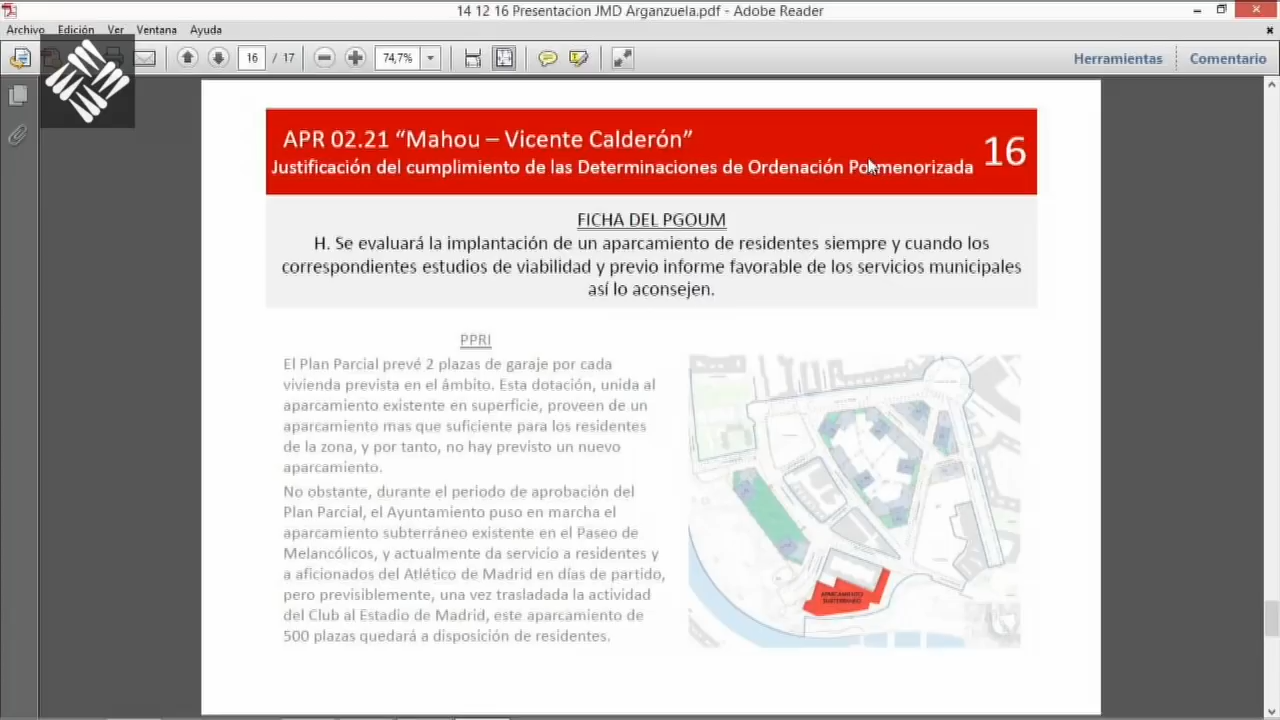 14 12 16 Presentacion JMD Arganzuela.pdf - Adobe Reader
Archivo Edición Ver Ventana Ayuda
16 / 17 74,7% Herramientas Comentario
APR 02.21 “Mahou – Vicente Calderón”
16
Justificación del cumplimiento de las Determinaciones de Ordenación Pormenorizada
FICHA DEL PGOUM
H. Se evaluará la implantación de un aparcamiento de residentes siempre y cuando los
correspondientes estudios de viabilidad y previo informe favorable de los servicios municipales
así lo aconsejen.
PPRI
El Plan Parcial prevé 2 plazas de garaje por cada
vivienda prevista en el ámbito. Esta dotación, unida al
aparcamiento existente en superficie, proveen de un
aparcamiento mas que suficiente para los residentes
de la zona, y por tanto, no hay previsto un nuevo
aparcamiento.
No obstante, durante el periodo de aprobación del
Plan Parcial, el Ayuntamiento puso en marcha el
aparcamiento subterráneo existente en el Paseo de
Melancólicos, y actualmente da servicio a residentes y
a aficionados del Atlético de Madrid en días de partido,
pero previsiblemente, una vez trasladada la actividad
del Club al Estadio de Madrid, este aparcamiento de
500 plazas quedará a disposición de residentes.
APARCAMIENTO
SUBTERRÁNEO